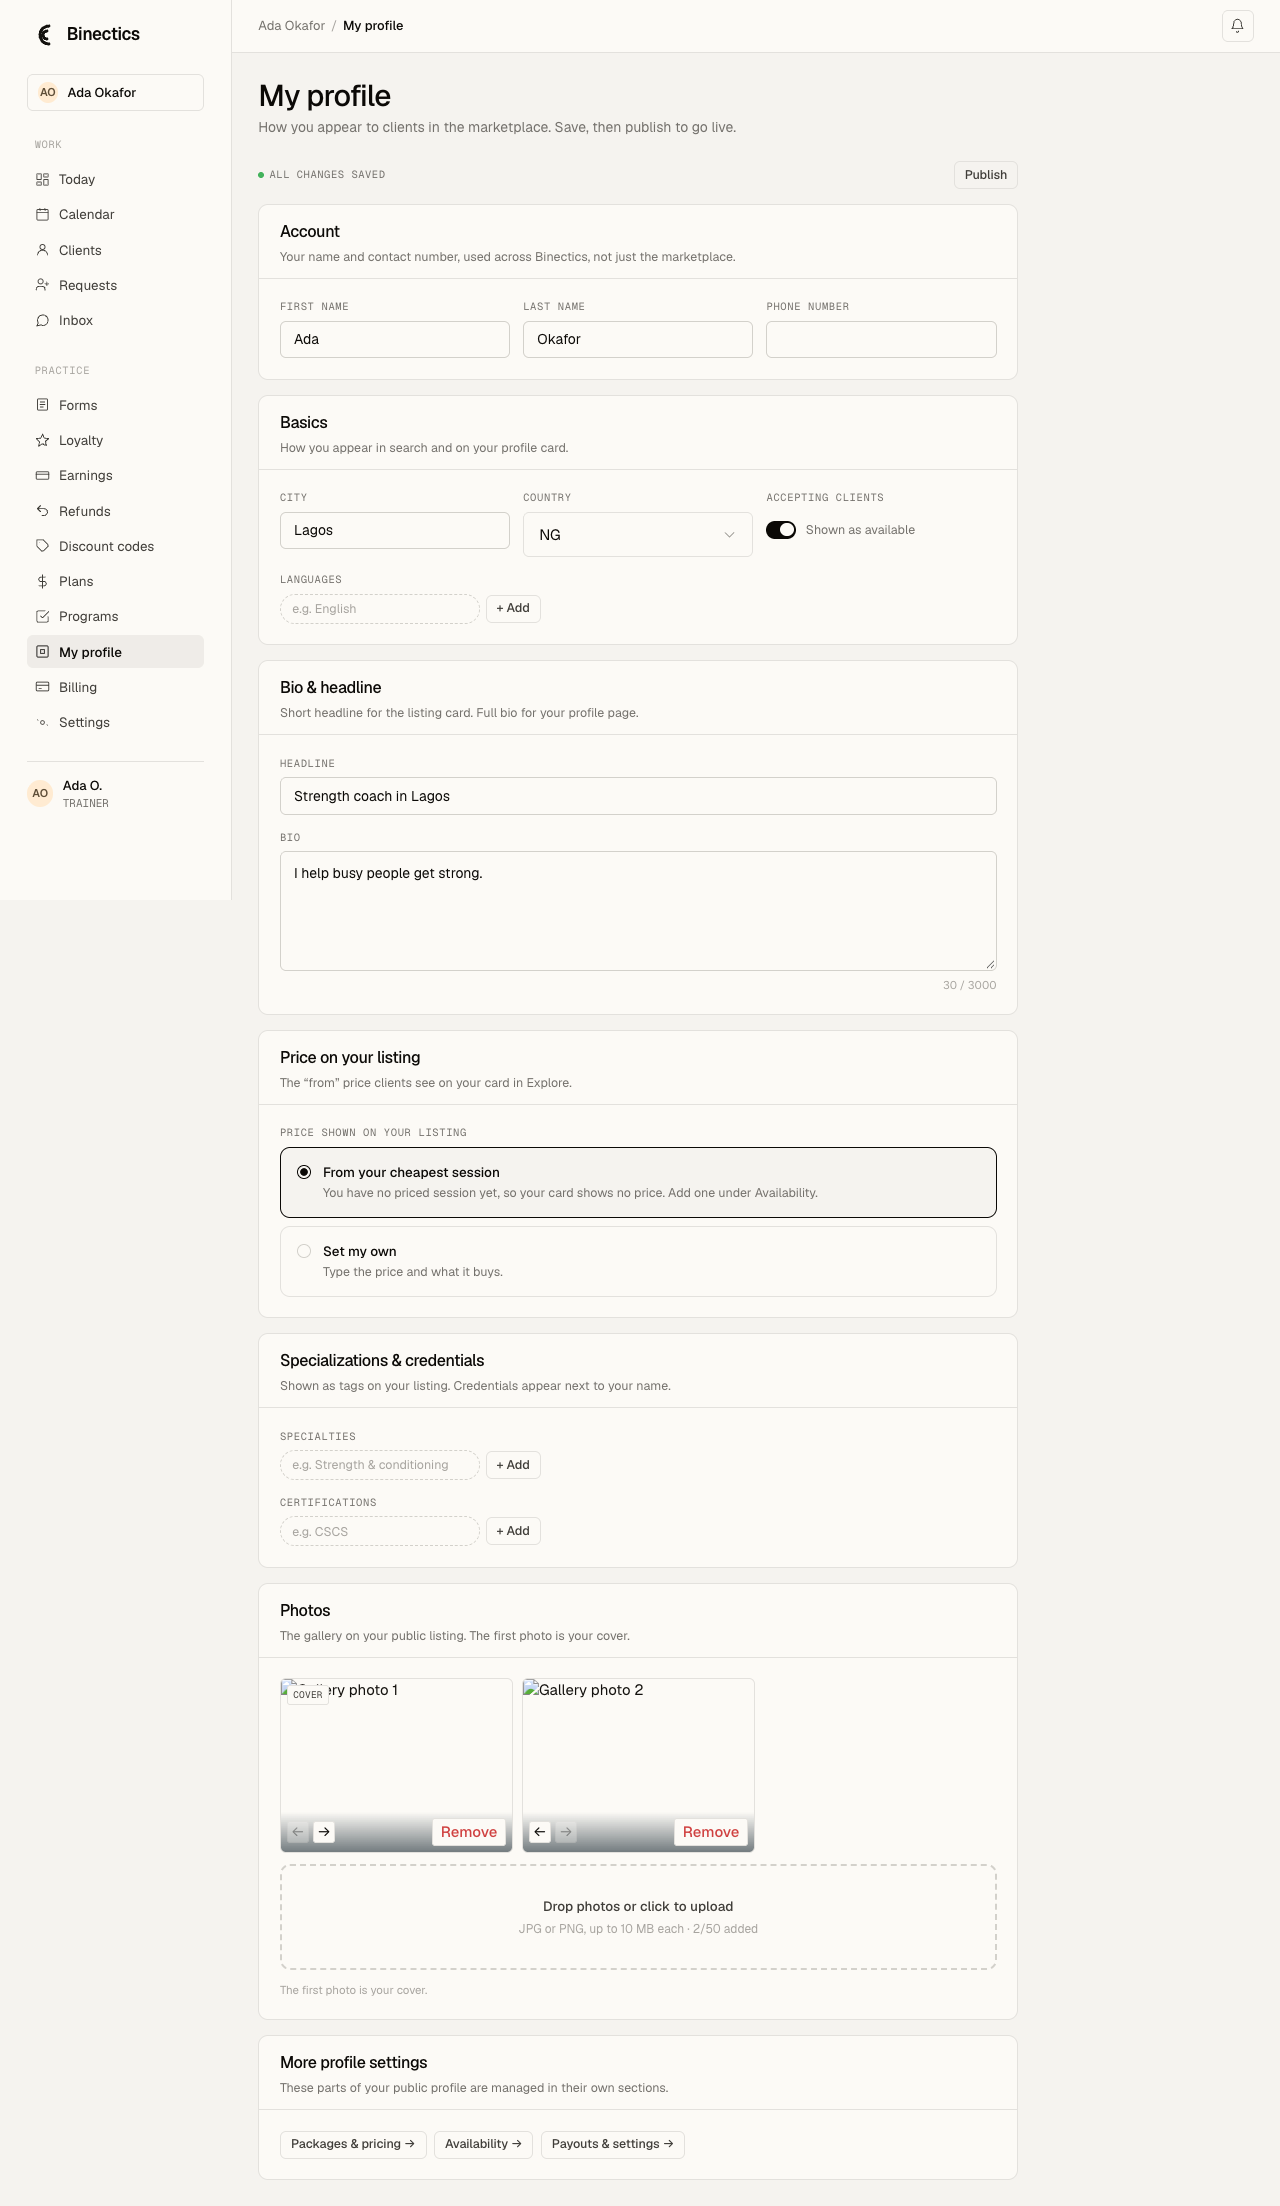 Binectics
AO Ada Okafor
WORK
Today
Calendar
Clients
Requests
Inbox
PRACTICE
Forms
Loyalty
Earnings
Refunds
Discount codes
Plans
Programs
My profile
Billing
Settings
AO Ada O.
TRAINER
Ada Okafor / My profile
My profile
How you appear to clients in the marketplace. Save, then publish to go live.
ALL CHANGES SAVED
Publish
Account
Your name and contact number, used across Binectics, not just the marketplace.
FIRST NAME LAST NAME PHONE NUMBER
Ada Okafor
Basics
How you appear in search and on your profile card.
CITY COUNTRY ACCEPTING CLIENTS
Lagos NG Shown as available
LANGUAGES
e.g. English + Add
Bio & headline
Short headline for the listing card. Full bio for your profile page.
HEADLINE
Strength coach in Lagos
BIO
I help busy people get strong.
30 / 3000
Price on your listing
The “from” price clients see on your card in Explore.
PRICE SHOWN ON YOUR LISTING
From your cheapest session
You have no priced session yet, so your card shows no price. Add one under Availability.
Set my own
Type the price and what it buys.
Specializations & credentials
Shown as tags on your listing. Credentials appear next to your name.
SPECIALTIES
e.g. Strength & conditioning + Add
CERTIFICATIONS
e.g. CSCS + Add
Photos
The gallery on your public listing. The first photo is your cover.
photo 1 Gallery photo 2
COVER
← → Remove ← → Remove
Drop photos or click to upload
JPG or PNG, up to 10 MB each · 2/50 added
The first photo is your cover.
More profile settings
These parts of your public profile are managed in their own sections.
Packages & pricing → Availability → Payouts & settings →